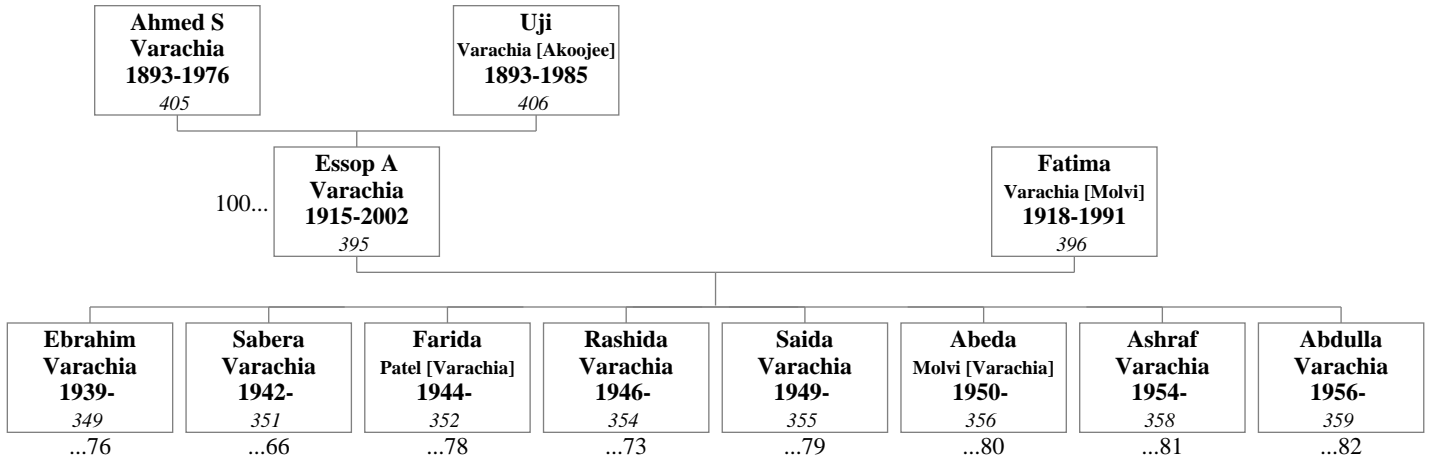 Ahmed S
Varachia
1893-1976
405
Uji
Varachia [Akoojee]
1893-1985
406
100...
Essop A
Varachia
1915-2002
395
Fatima
Varachia [Molvi]
1918-1991
396
Ebrahim
Varachia
1939-
349
...76
Sabera
Varachia
1942-
351
...66
Farida
Patel [Varachia]
1944-
352
...78
Rashida
Varachia
1946-
354
...73
Saida
Varachia
1949-
355
...79
Abeda
Molvi [Varachia]
1950-
356
...80
Ashraf
Varachia
1954-
358
...81
Abdulla
Varachia
1956-
359
...82